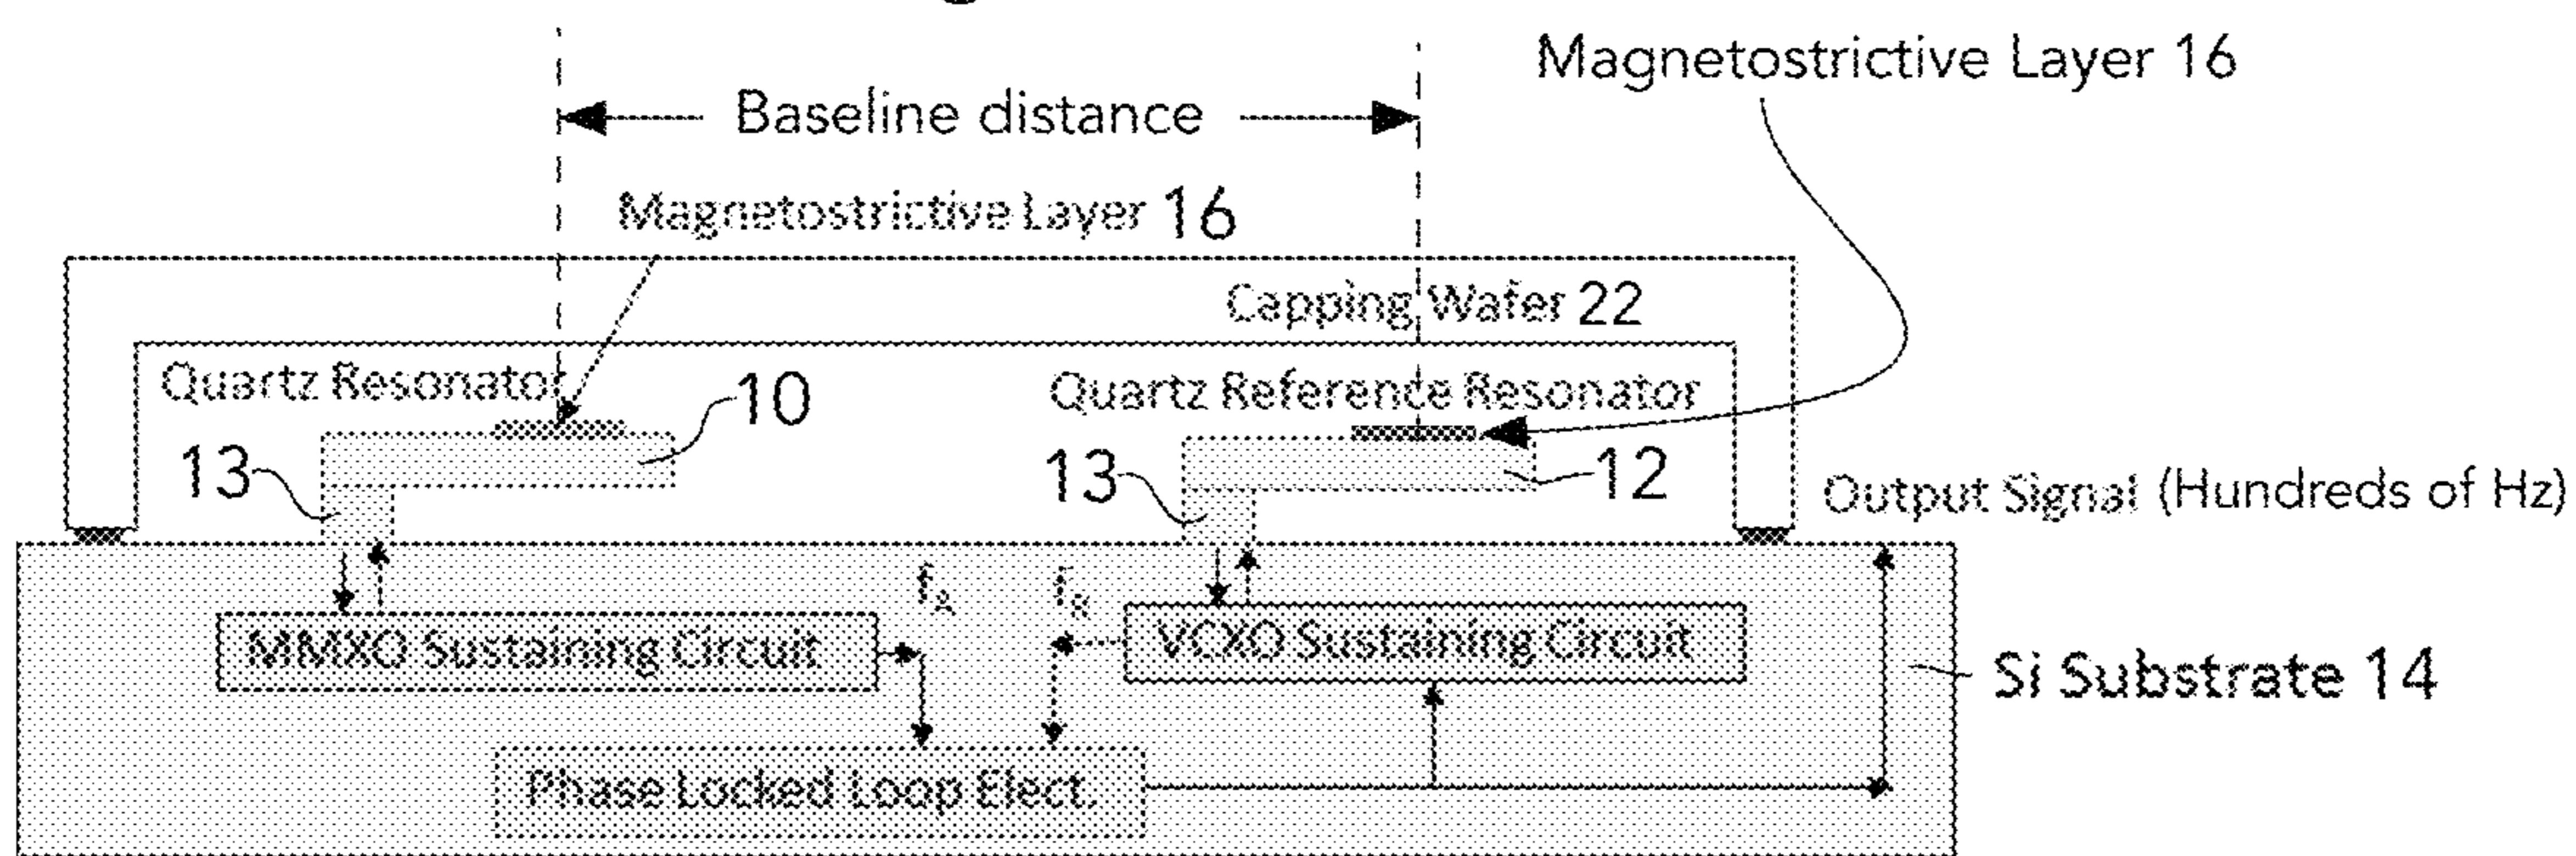 Magnetostrictive Layer 16
Baseline distance
Magnetostrictive Layer 16
Capping Wafer 22
Quartz Resonator
10
Quartz Reference Resonator
13
13
12
Output Signal (Hundreds of Hz)
fA
fR
MMXO Sustaining Circuit
VCXO Sustaining Circuit
Si Substrate 14
Phase Locked Loop Elect.